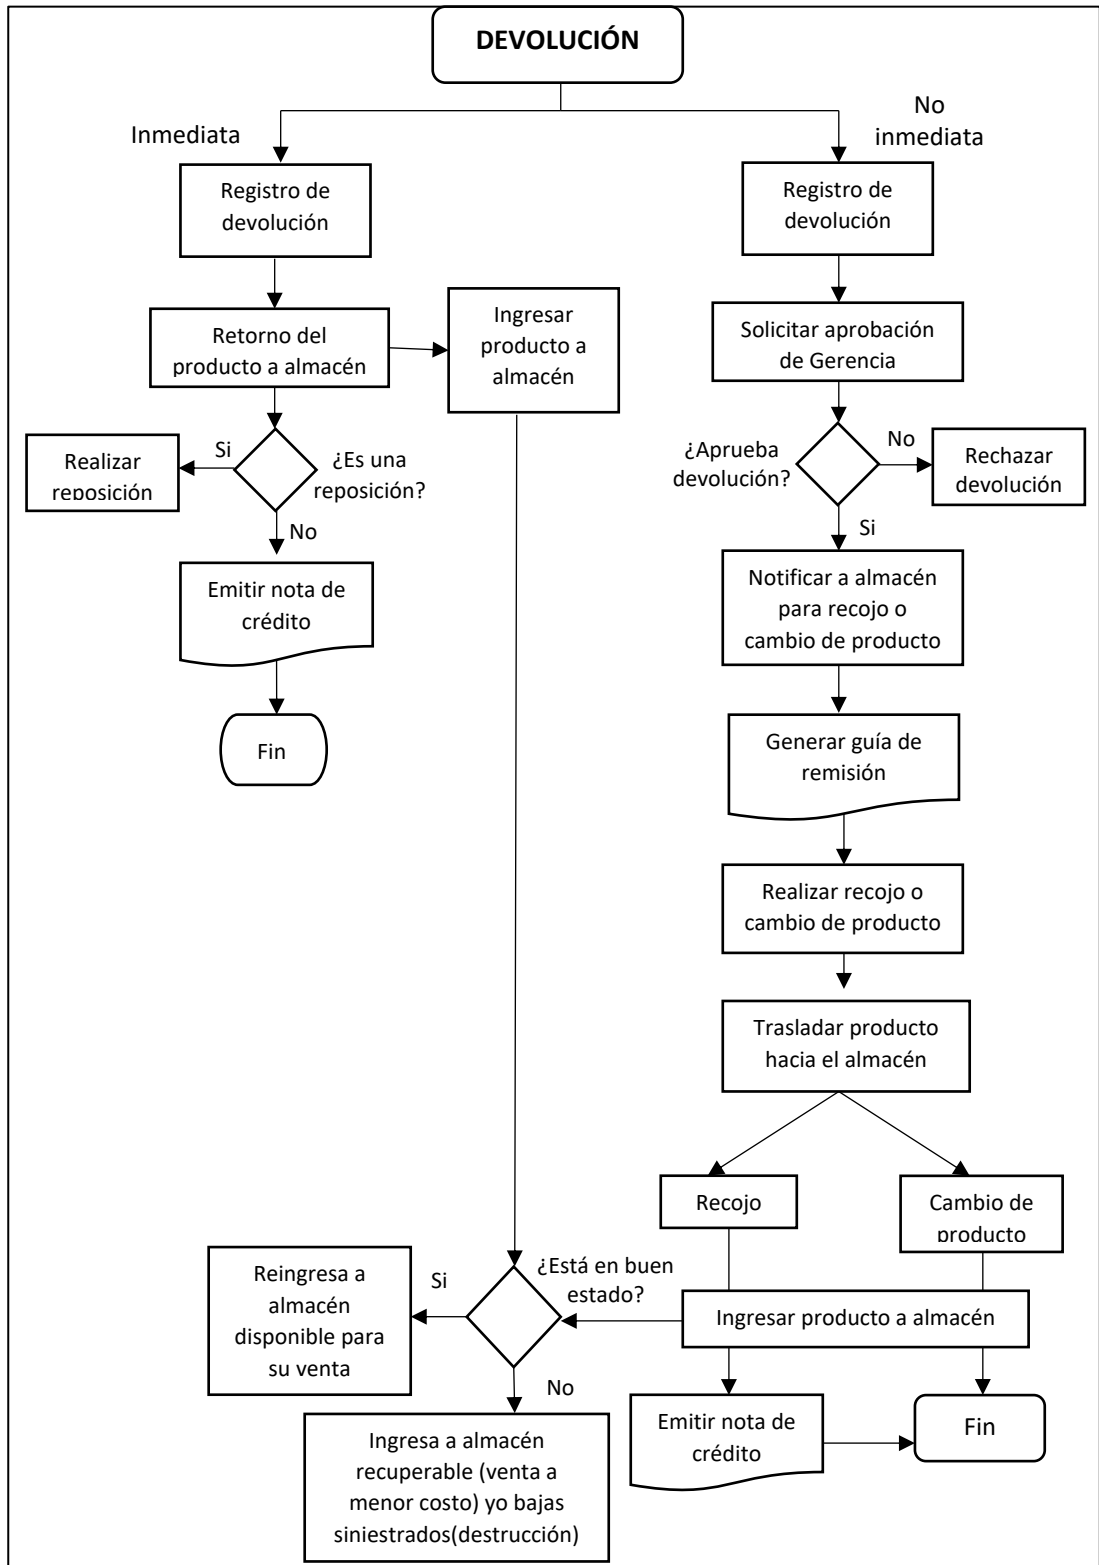 DEVOLUCIÓN
Inmediata
No
inmediata
Registro de
devolución
Registro de
devolución
Retorno del
producto a almacén
Ingresar
producto a
almacén
Solicitar aprobación
de Gerencia
Si
Realizar
reposición
¿Es una
reposición?
No
¿Aprueba
devolución?
No
Rechazar
devolución
Si
Emitir nota de
crédito
Fin
Notificar a almacén
para recojo o
cambio de producto
Generar guía de
remisión
Realizar recojo o
cambio de producto
Trasladar producto
hacia el almacén
Recojo
Cambio de
producto
Reingresa a
almacén
disponible para
su venta
Si
¿Está en buen
estado?
Ingresar producto a almacén
No
Ingresa a almacén
recuperable (venta a
menor costo) yo bajas
siniestrados(destrucción)
Emitir nota de
crédito
Fin